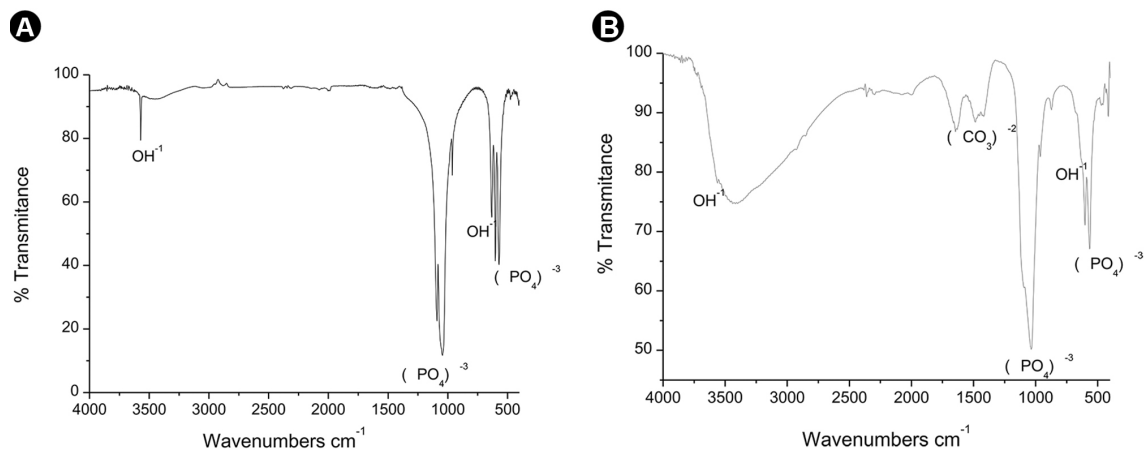 A
100
80
60
40
20
0
% Transmitance
OH-1
OH-1
( PO4) -3
( PO4) -3
4000 3500 3000 2500 2000 1500 1000 500
Wavenumbers cm-1
B
100
90
80
70
60
50
% Transmitance
( CO3) -2
OH-1
OH-1
( PO4) -3
( PO4) -3
4000 3500 3000 2500 2000 1500 1000 500
Wavenumbers cm-1